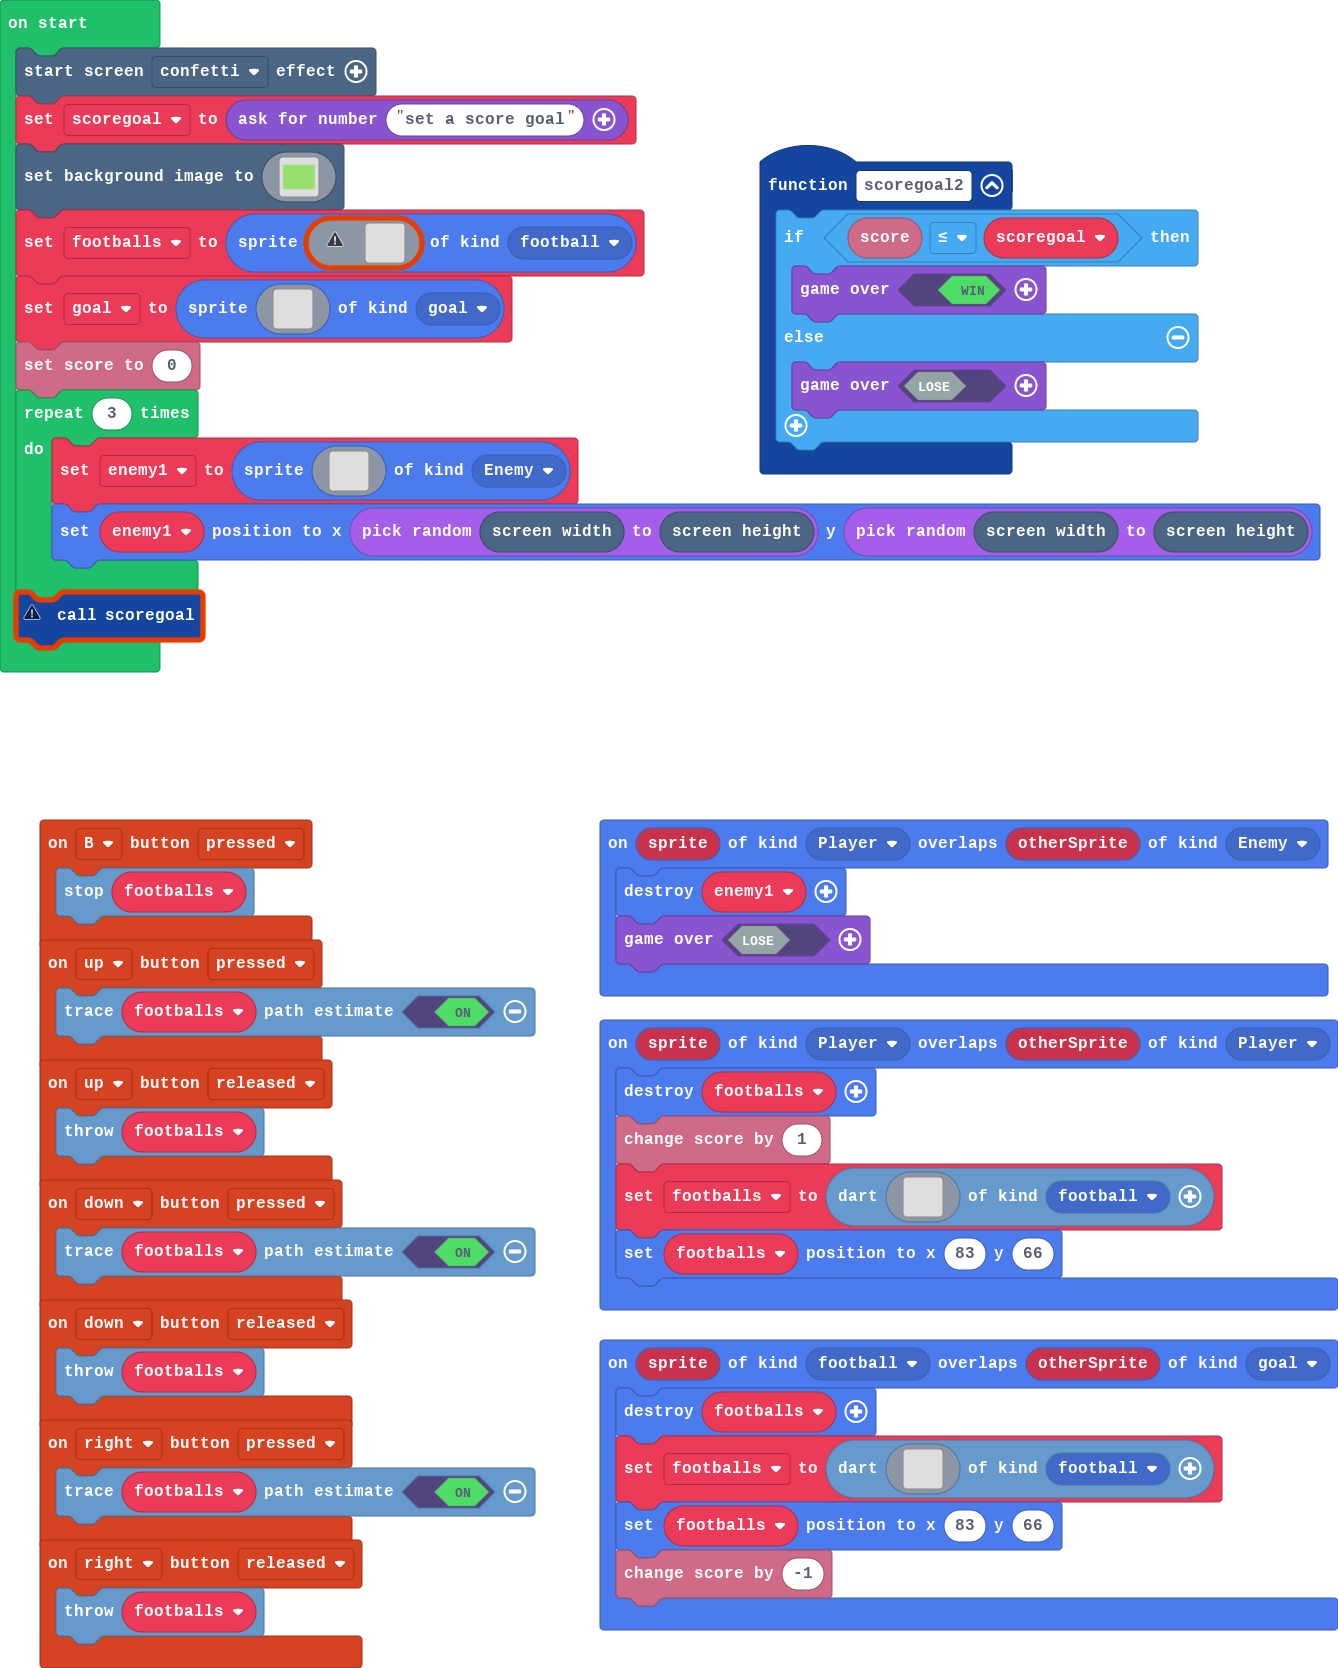 on start
start screen confetti effect
set scoregoal to ask for number "set a score goal"
set background image to
set footballs to sprite of kind football
set goal to sprite of kind goal
set score to 0
repeat 3 times
do
set enemy1 to sprite of kind Enemy
set enemy1 position to x pick random screen width to screen height y pick random screen width to screen height
call scoregoal
function scoregoal2
if score ≤ scoregoal then
game over WIN
else
game over LOSE
on B button pressed
stop footballs
on up button pressed
trace footballs path estimate ON
on up button released
throw footballs
on down button pressed
trace footballs path estimate ON
on down button released
throw footballs
on right button pressed
trace footballs path estimate ON
on right button released
throw footballs
on sprite of kind Player overlaps otherSprite of kind Enemy
destroy enemy1
game over LOSE
on sprite of kind Player overlaps otherSprite of kind Player
destroy footballs
change score by 1
set footballs to dart of kind football
set footballs position to x 83 y 66
on sprite of kind football overlaps otherSprite of kind goal
destroy footballs
set footballs to dart of kind football
set footballs position to x 83 y 66
change score by -1